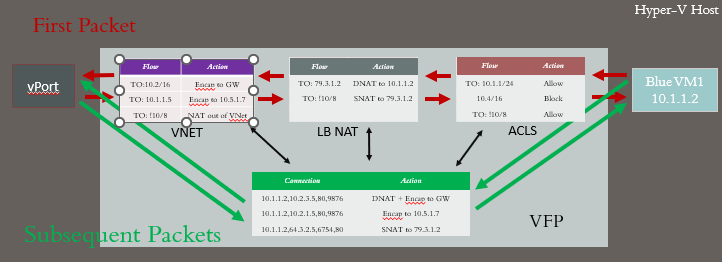 Hyper-V Host
First Packet
Flow Action
TO:10.2/16 Encap to GW
TO: 10.1.1.5 Encap to 10.5.1.7
TO: !10/8 NAT out of VNet
VNET
Flow Action
TO: 79.3.1.2 DNAT to 10.1.1.2
TO: !10/8 SNAT to 79.3.1.2
LB NAT
Flow Action
TO: 10.1.1/24 Allow
10.4/16 Block
TO: !10/8 Allow
ACLS
vPort
Blue VM1
10.1.1.2
Connection Action
10.1.1.2,10.2.3.5,80,9876 DNAT + Encap to GW
10.1.1.2,10.2.1.5,80,9876 Encap to 10.5.1.7
10.1.1.2,64.3.2.5,6754,80 SNAT to 79.3.1.2
Subsequent Packets
VFP